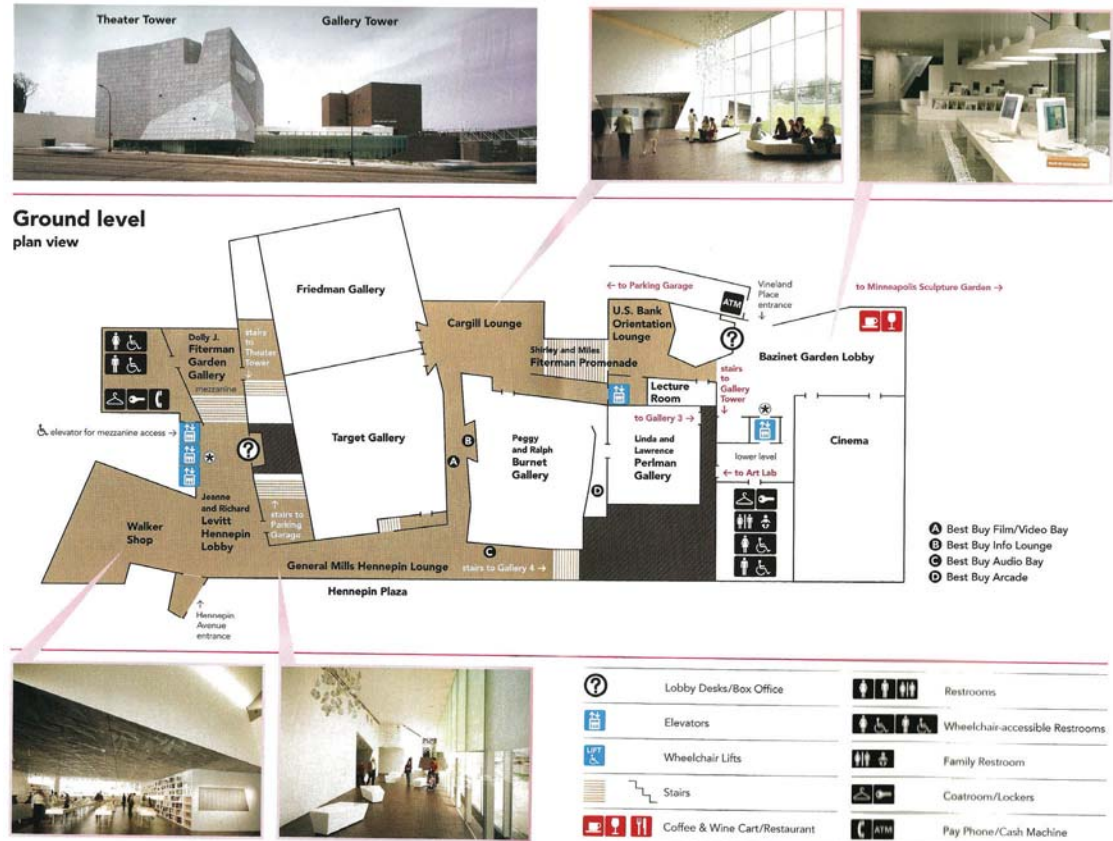 Theater Tower
Gallery Tower
Ground level
plan view
Friedman Gallery
← to Parking Garage
ATM
Vineland
Place
entrance
↓
to Minneapolis Sculpture Garden →
Cargill Lounge
U.S. Bank
Orientation
Lounge
?
Bazinet Garden Lobby
Dolly J.
Fiterman
Garden
Gallery
mezzanine
stairs
to
Theater
Tower
↓
Shirley and Miles
Fiterman Promenade
Lecture
Room
stairs
to
Gallery
Tower
↓
to Gallery 3 →
elevator for mezzanine access →
?
Target Gallery
B
A
Peggy
and Ralph
Burnet
Gallery
Linda and
Lawrence
Perlman
Gallery
D
lower level
← to Art Lab
Cinema
Walker
Shop
Jeanne
and Richard
Levitt
Hennepin
Lobby
↑
stairs to
Parking
Garage
C
General Mills Hennepin Lounge
stairs to Gallery 4 →
Hennepin Plaza
↑
Hennepin
Avenue
entrance
A Best Buy Film/Video Bay
B Best Buy Info Lounge
C Best Buy Audio Bay
D Best Buy Arcade
? Lobby Desks/Box Office
Elevators
LIFT Wheelchair Lifts
Stairs
Coffee & Wine Cart/Restaurant
Restrooms
Wheelchair-accessible Restrooms
Family Restroom
Coatroom/Lockers
ATM Pay Phone/Cash Machine